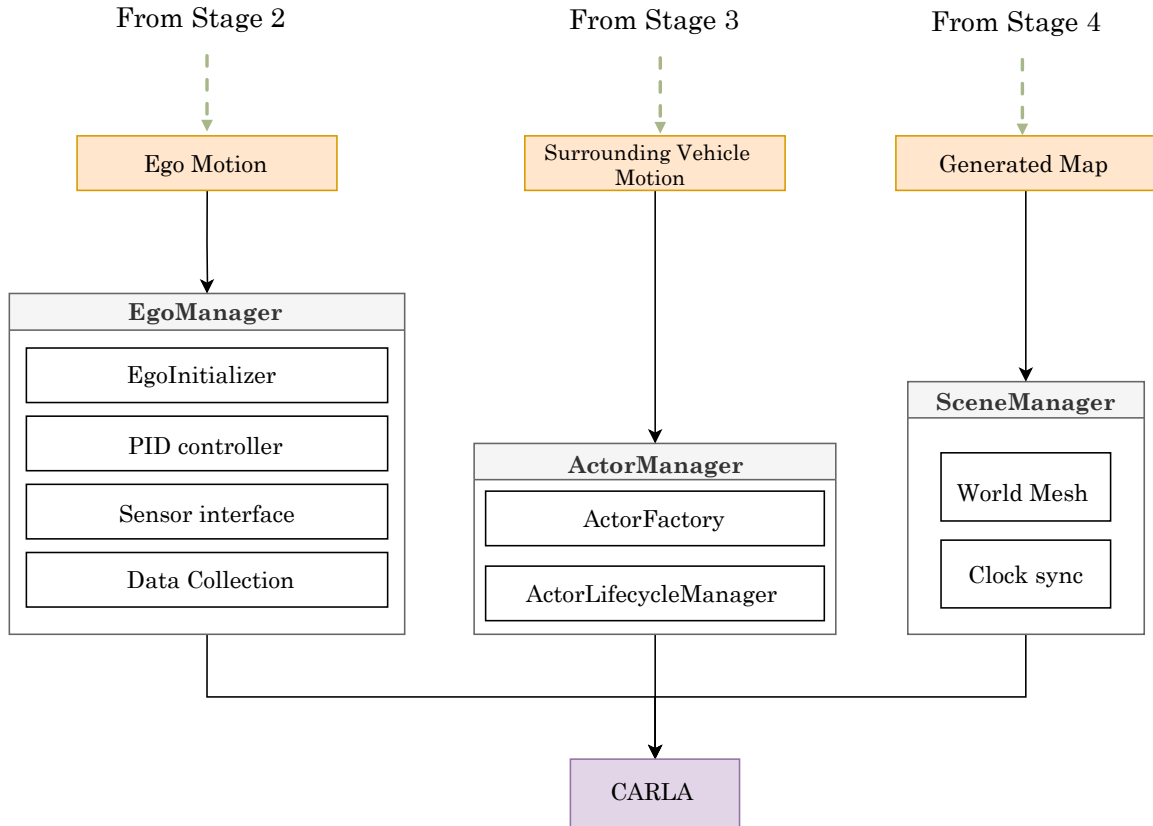 From Stage 2
From Stage 3
From Stage 4
Ego Motion
Surrounding Vehicle
Motion
Generated Map
EgoManager
EgoInitializer
PID controller
Sensor interface
Data Collection
ActorManager
ActorFactory
ActorLifecycleManager
SceneManager
World Mesh
Clock sync
CARLA